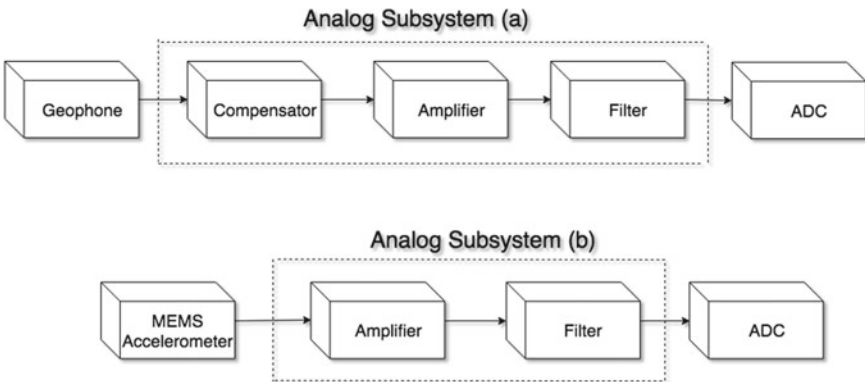 Analog Subsystem (a)
Geophone
Compensator
Amplifier
Filter
ADC
Analog Subsystem (b)
MEMS
Accelerometer
Amplifier
Filter
ADC